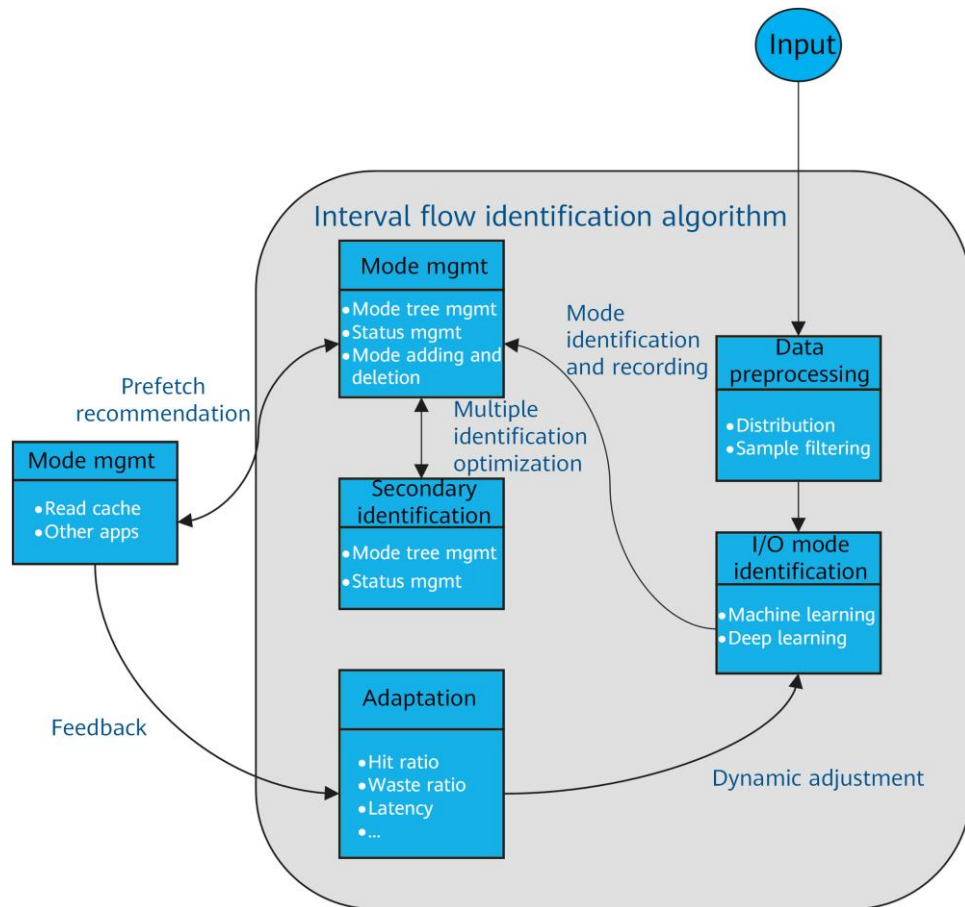 Input
Interval flow identification algorithm
Mode mgmt
•Mode tree mgmt
•Status mgmt
•Mode adding and
deletion
Mode
identification
and recording
Data
preprocessing
•Distribution
•Sample filtering
Prefetch
recommendation
Multiple
identification
optimization
Mode mgmt
•Read cache
•Other apps
Secondary
identification
•Mode tree mgmt
•Status mgmt
I/O mode
identification
•Machine learning
•Deep learning
Feedback
Adaptation
•Hit ratio
•Waste ratio
•Latency
•...
Dynamic adjustment